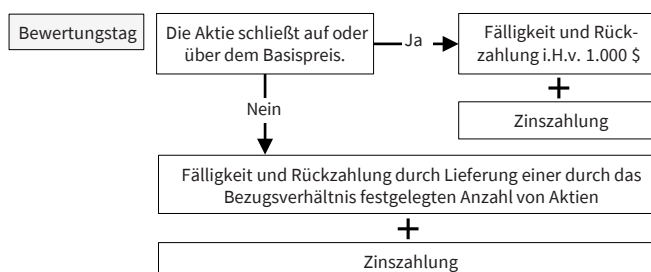 Bewertungstag
Die Aktie schließt auf oder
über dem Basispreis.
Ja
Fälligkeit und Rück-
zahlung i.H.v. 1.000 $
+
Zinszahlung
Nein
Fälligkeit und Rückzahlung durch Lieferung einer durch das
Bezugsverhältnis festgelegten Anzahl von Aktien
+
Zinszahlung